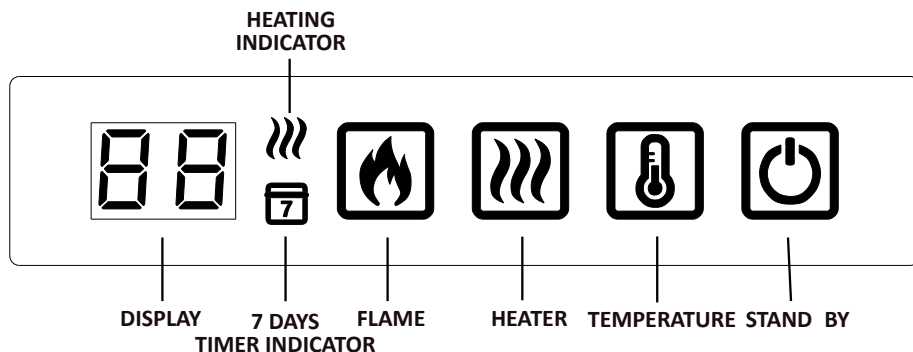 HEATING
INDICATOR
88
7
DISPLAY
7 DAYS
TIMER INDICATOR
FLAME
HEATER
TEMPERATURE
STAND BY